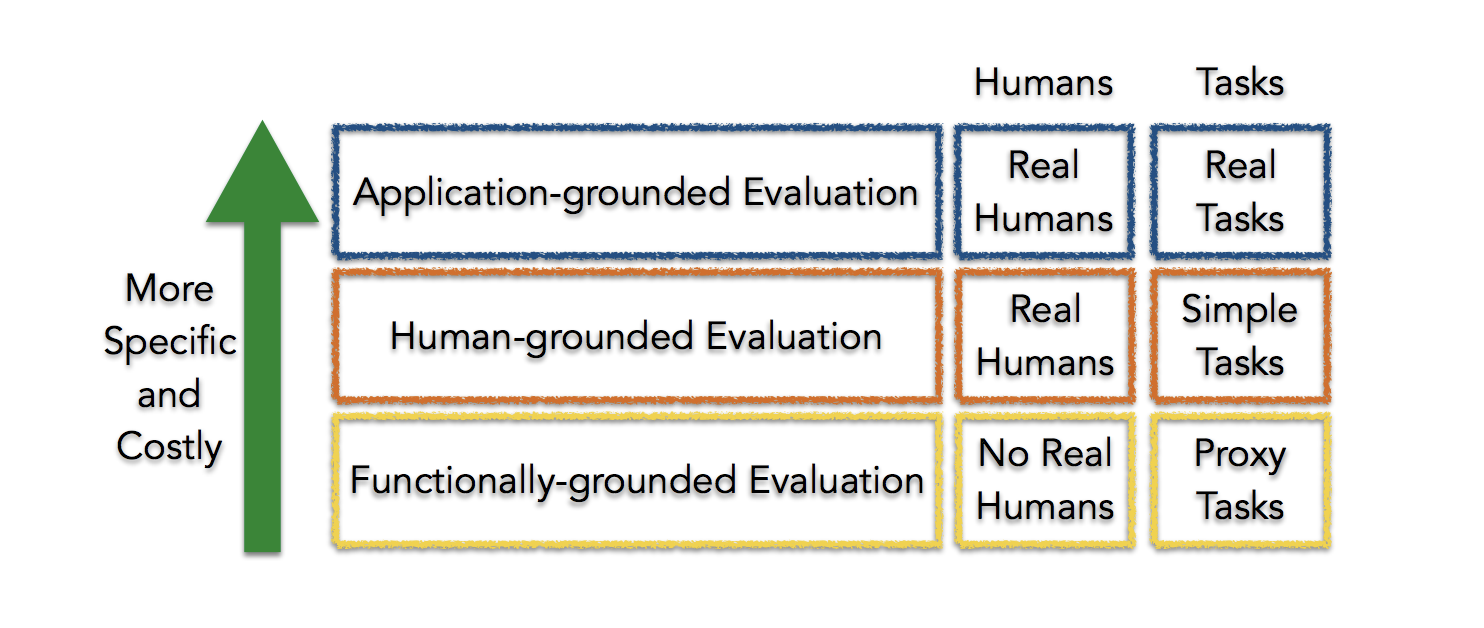 Humans Tasks
Application-grounded Evaluation
Real
Humans
Real
Tasks
More
Specific
and
Costly
Human-grounded Evaluation
Real
Humans
Simple
Tasks
Functionally-grounded Evaluation
No Real
Humans
Proxy
Tasks